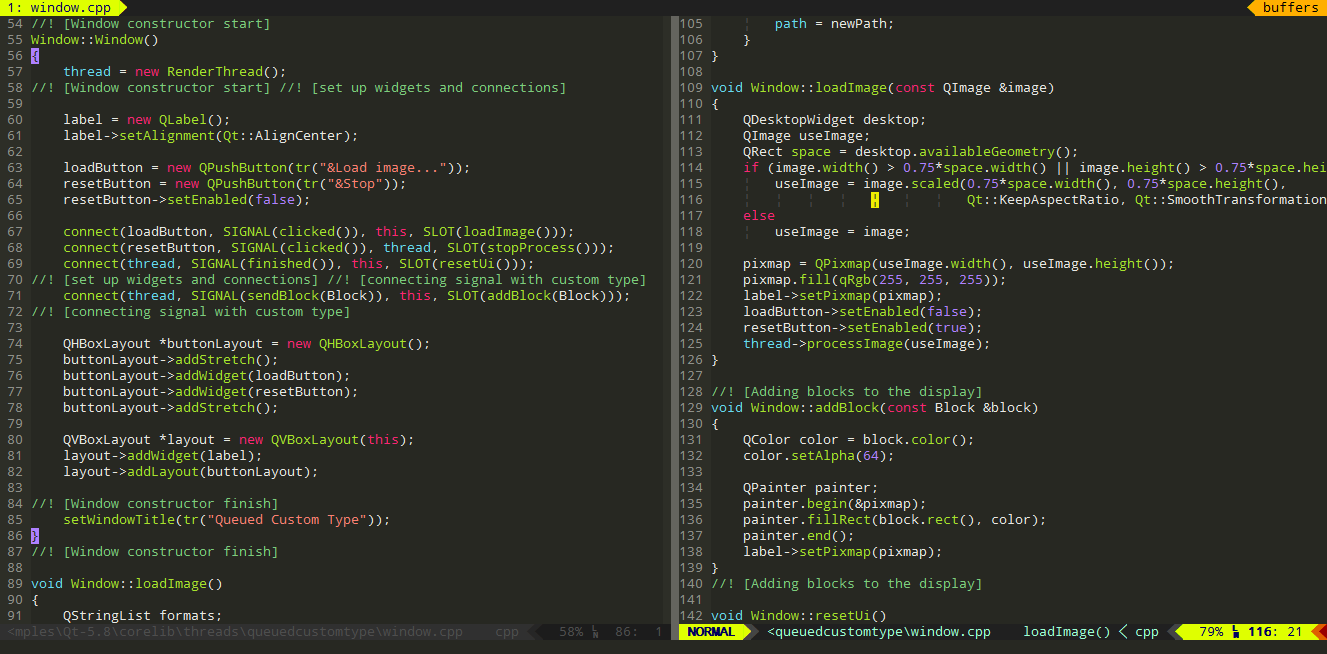 1: window.cpp
buffers
54 //! [Window constructor start]
55 Window::Window()
56 {
57     thread = new RenderThread();
58 //! [Window constructor start] //! [set up widgets and connections]
59
60     label = new QLabel();
61     label->setAlignment(Qt::AlignCenter);
62
63     loadButton = new QPushButton(tr("&Load image..."));
64     resetButton = new QPushButton(tr("&Stop"));
65     resetButton->setEnabled(false);
66
67     connect(loadButton, SIGNAL(clicked()), this, SLOT(loadImage()));
68     connect(resetButton, SIGNAL(clicked()), thread, SLOT(stopProcess()));
69     connect(thread, SIGNAL(finished()), this, SLOT(resetUi()));
70 //! [set up widgets and connections] //! [connecting signal with custom type]
71     connect(thread, SIGNAL(sendBlock(Block)), this, SLOT(addBlock(Block)));
72 //! [connecting signal with custom type]
73
74     QHBoxLayout *buttonLayout = new QHBoxLayout();
75     buttonLayout->addStretch();
76     buttonLayout->addWidget(loadButton);
77     buttonLayout->addWidget(resetButton);
78     buttonLayout->addStretch();
79
80     QVBoxLayout *layout = new QVBoxLayout(this);
81     layout->addWidget(label);
82     layout->addLayout(buttonLayout);
83
84 //! [Window constructor finish]
85     setWindowTitle(tr("Queued Custom Type"));
86 }
87 //! [Window constructor finish]
88
89 void Window::loadImage()
90 {
91     QStringList formats;
<mples\Qt-5.8\corelib\threads\queuedcustomtype\window.cpp cpp 58% LN 86: 1
105         path = newPath;
106     }
107 }
108
109 void Window::loadImage(const QImage &image)
110 {
111     QDesktopWidget desktop;
112     QImage useImage;
113     QRect space = desktop.availableGeometry();
114     if (image.width() > 0.75*space.width() || image.height() > 0.75*space.hei
115         useImage = image.scaled(0.75*space.width(), 0.75*space.height(),
116                                 Qt::KeepAspectRatio, Qt::SmoothTransformation
117     else
118         useImage = image;
119
120     pixmap = QPixmap(useImage.width(), useImage.height());
121     pixmap.fill(qRgb(255, 255, 255));
122     label->setPixmap(pixmap);
123     loadButton->setEnabled(false);
124     resetButton->setEnabled(true);
125     thread->processImage(useImage);
126 }
127
128 //! [Adding blocks to the display]
129 void Window::addBlock(const Block &block)
130 {
131     QColor color = block.color();
132     color.setAlpha(64);
133
134     QPainter painter;
135     painter.begin(&pixmap);
136     painter.fillRect(block.rect(), color);
137     painter.end();
138     label->setPixmap(pixmap);
139 }
140 //! [Adding blocks to the display]
141
142 void Window::resetUi()
NORMAL <queuedcustomtype\window.cpp loadImage() < cpp 79% LN 116: 21